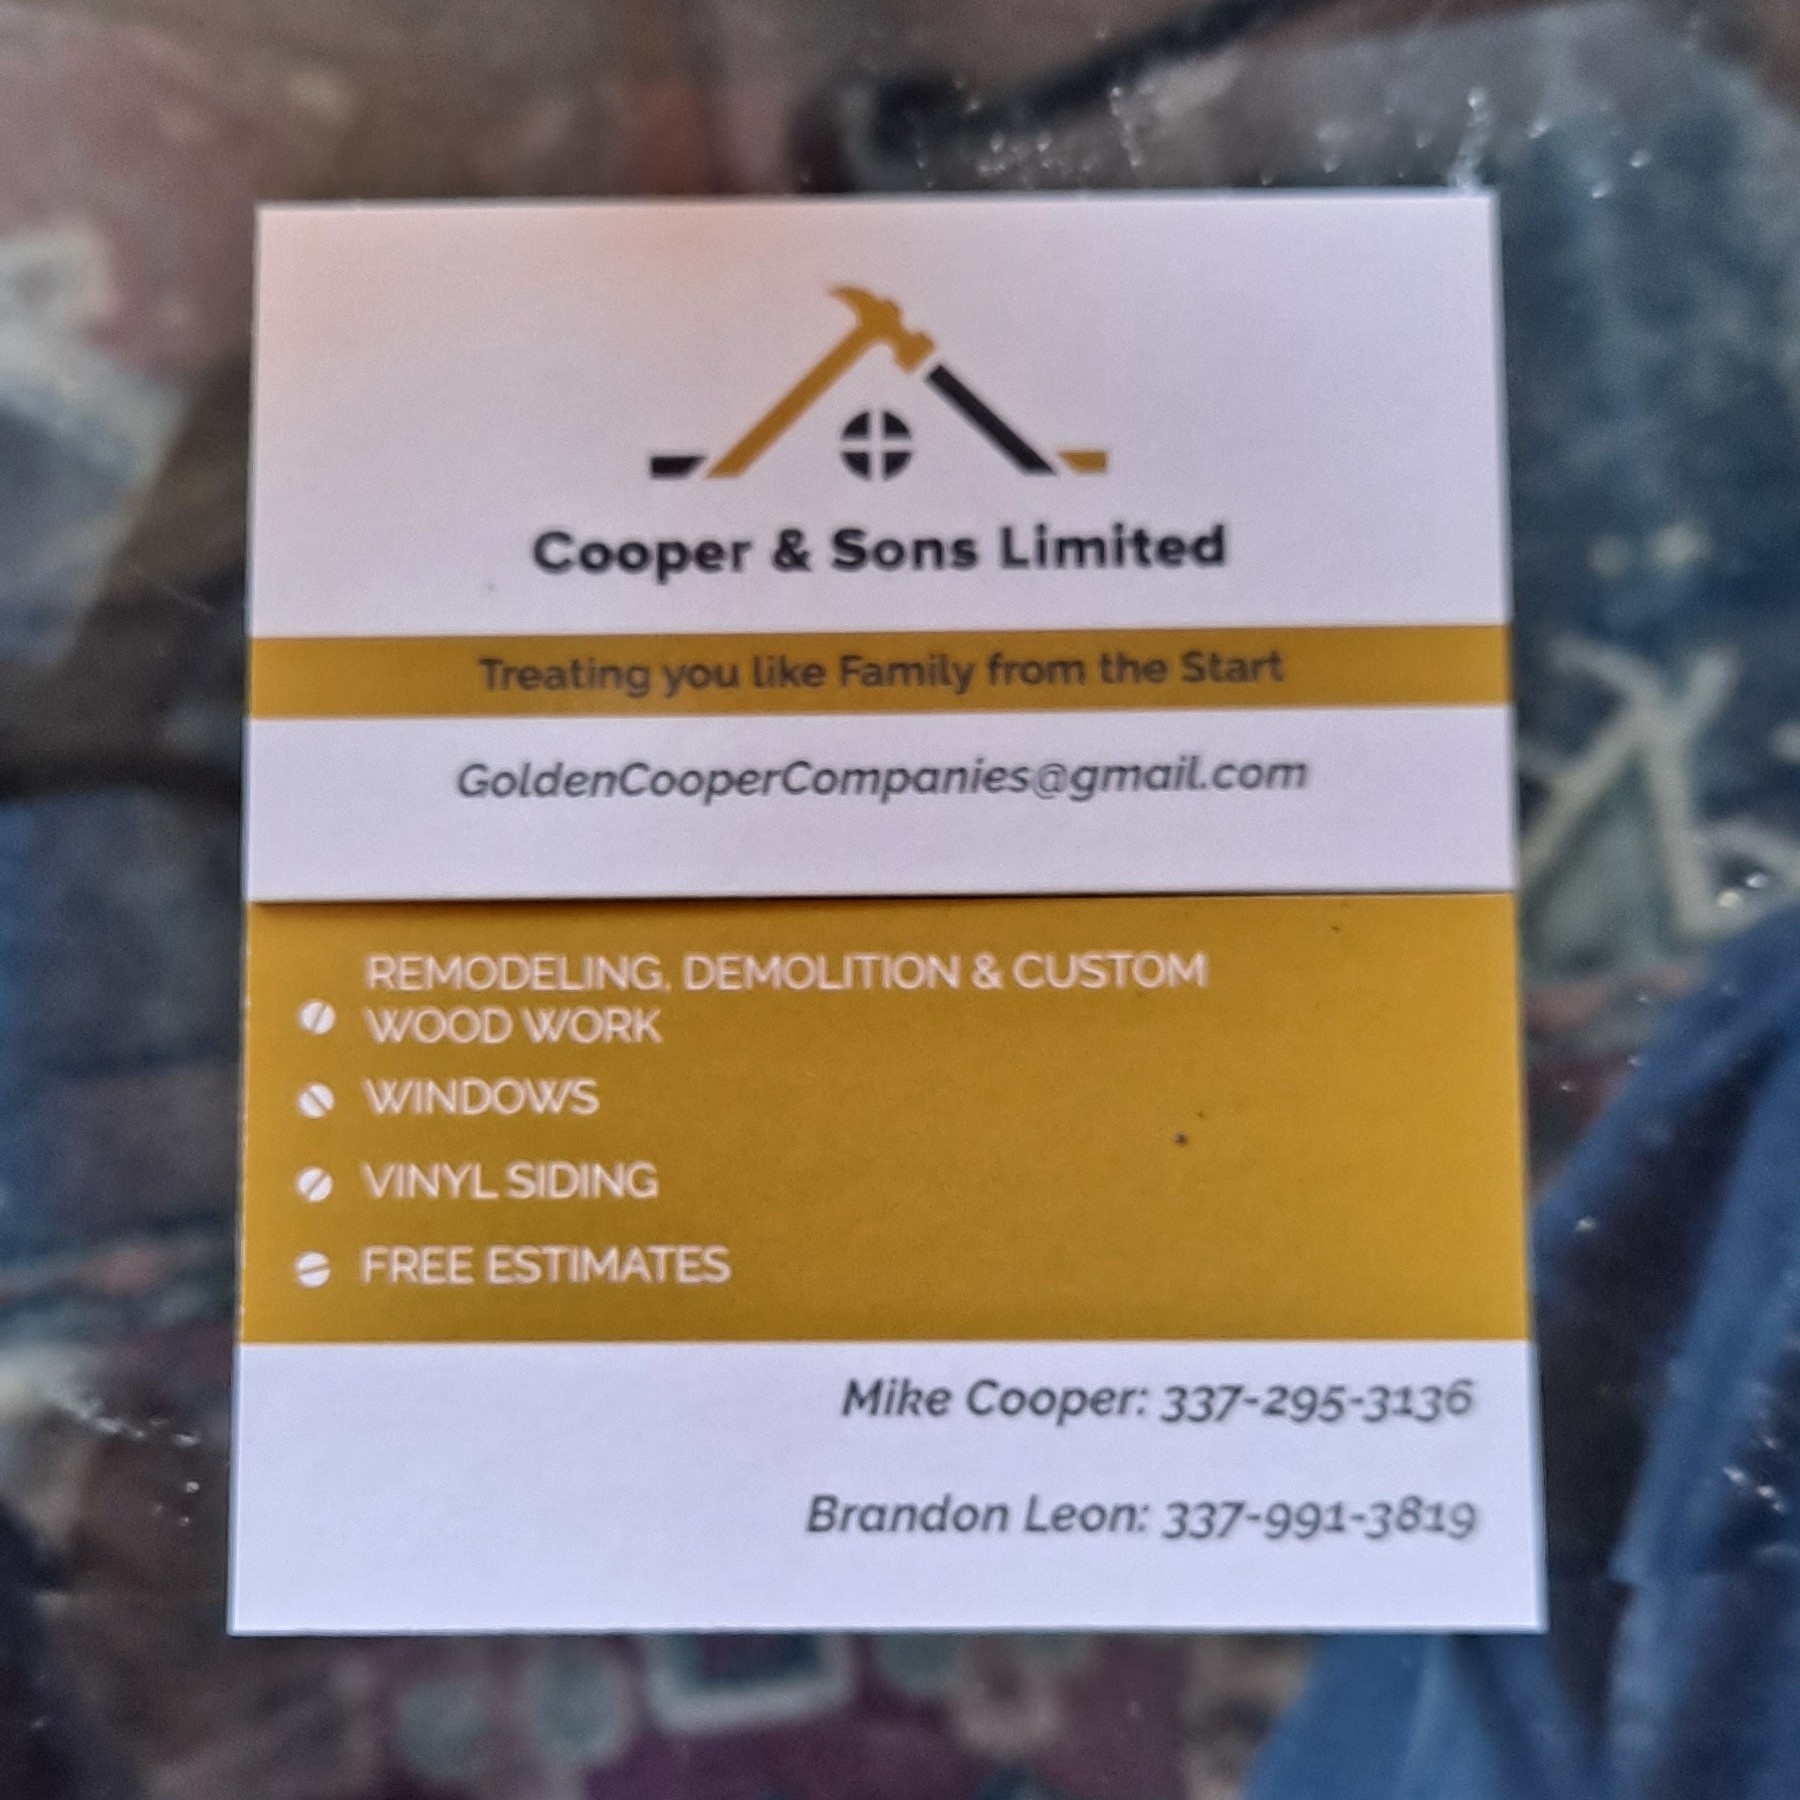 Cooper & Sons Limited
Treating you like Family from the Start
GoldenCooperCompanies@gmail.com
REMODELING, DEMOLITION & CUSTOM
WOOD WORK
WINDOWS
VINYL SIDING
FREE ESTIMATES
Mike Cooper: 337-295-3136
Brandon Leon: 337-991-3819